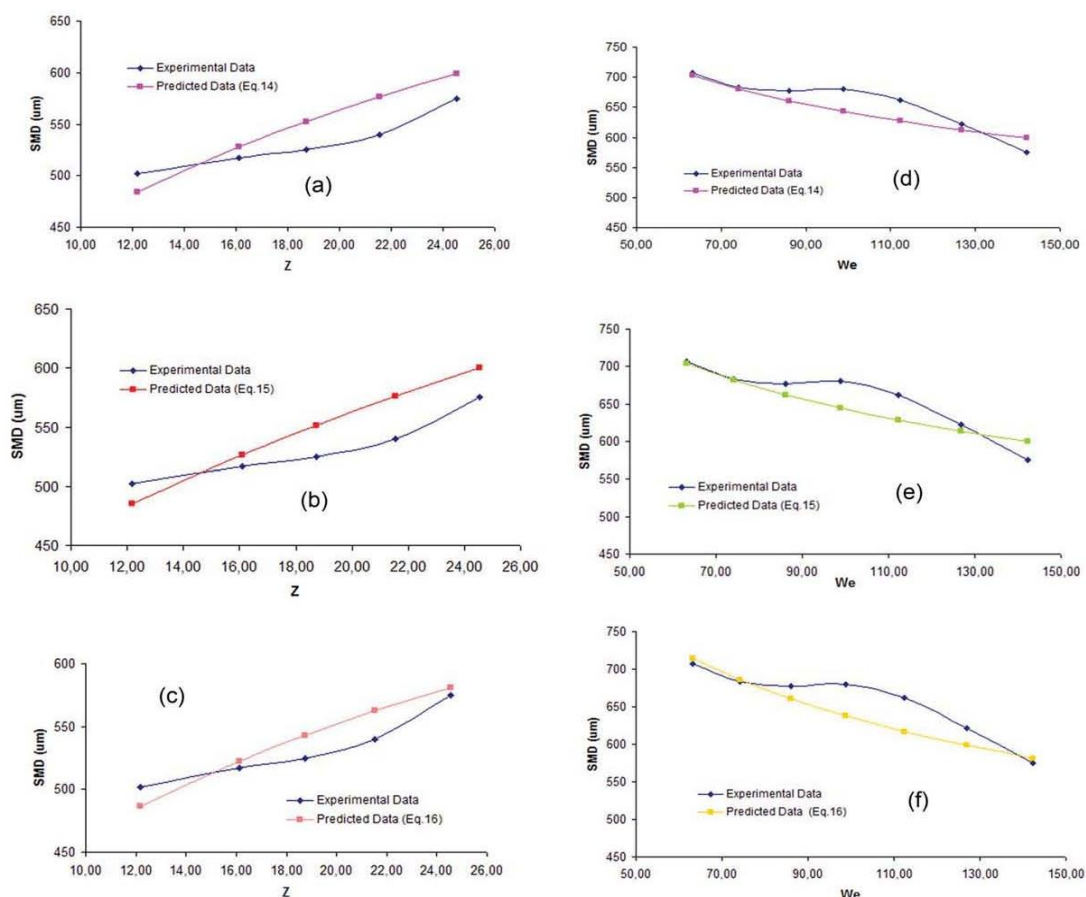 650
600
550
500
450
SMD (um)
Experimental Data
Predicted Data (Eq.14)
(a)
10,00 12,00 14,00 16,00 18,00 20,00 22,00 24,00 26,00
Z
750
700
650
600
550
500
450
SMD (um)
Experimental Data
Predicted Data (Eq.14)
(d)
50,00 70,00 90,00 110,00 130,00 150,00
We
650
600
550
500
450
SMD (um)
Experimental Data
Predicted Data (Eq.15)
(b)
10,00 12,00 14,00 16,00 18,00 20,00 22,00 24,00 26,00
Z
750
700
650
600
550
500
450
SMD (um)
Experimental Data
Predicted Data (Eq.15)
(e)
50,00 70,00 90,00 110,00 130,00 150,00
We
600
550
500
450
SMD (um)
(c)
Experimental Data
Predicted Data (Eq.16)
10,00 12,00 14,00 16,00 18,00 20,00 22,00 24,00 26,00
Z
750
700
650
600
550
500
450
SMD (um)
Experimental Data
Predicted Data (Eq.16)
(f)
50,00 70,00 90,00 110,00 130,00 150,00
We